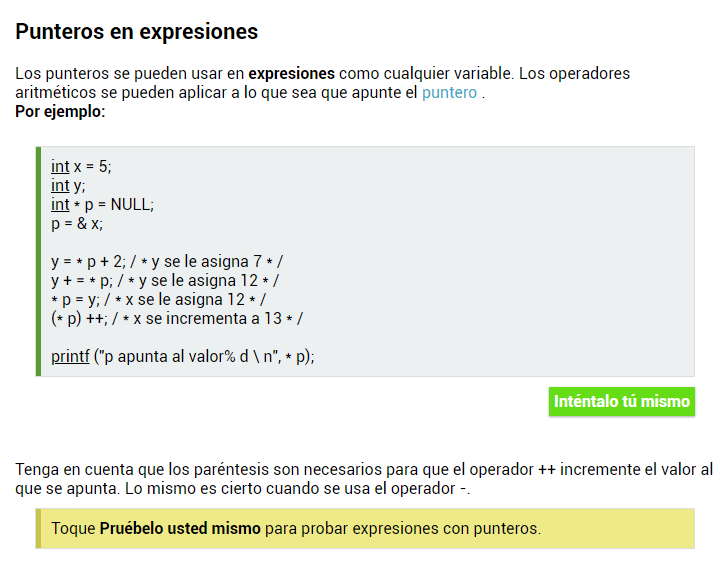 Punteros en expresiones
Los punteros se pueden usar en expresiones como cualquier variable. Los operadores
aritméticos se pueden aplicar a lo que sea que apunte el puntero .
Por ejemplo:
int x = 5;
int y;
int * p = NULL;
p = & x;
y = * p + 2; / * y se le asigna 7 * /
y + = * p; / * y se le asigna 12 * /
* p = y; / * x se le asigna 12 * /
(* p) ++; / * x se incrementa a 13 * /
printf ("p apunta al valor% d \ n", * p);
Inténtalo tú mismo
Tenga en cuenta que los paréntesis son necesarios para que el operador ++ incremente el valor al
que se apunta. Lo mismo es cierto cuando se usa el operador -.
Toque Pruébelo usted mismo para probar expresiones con punteros.